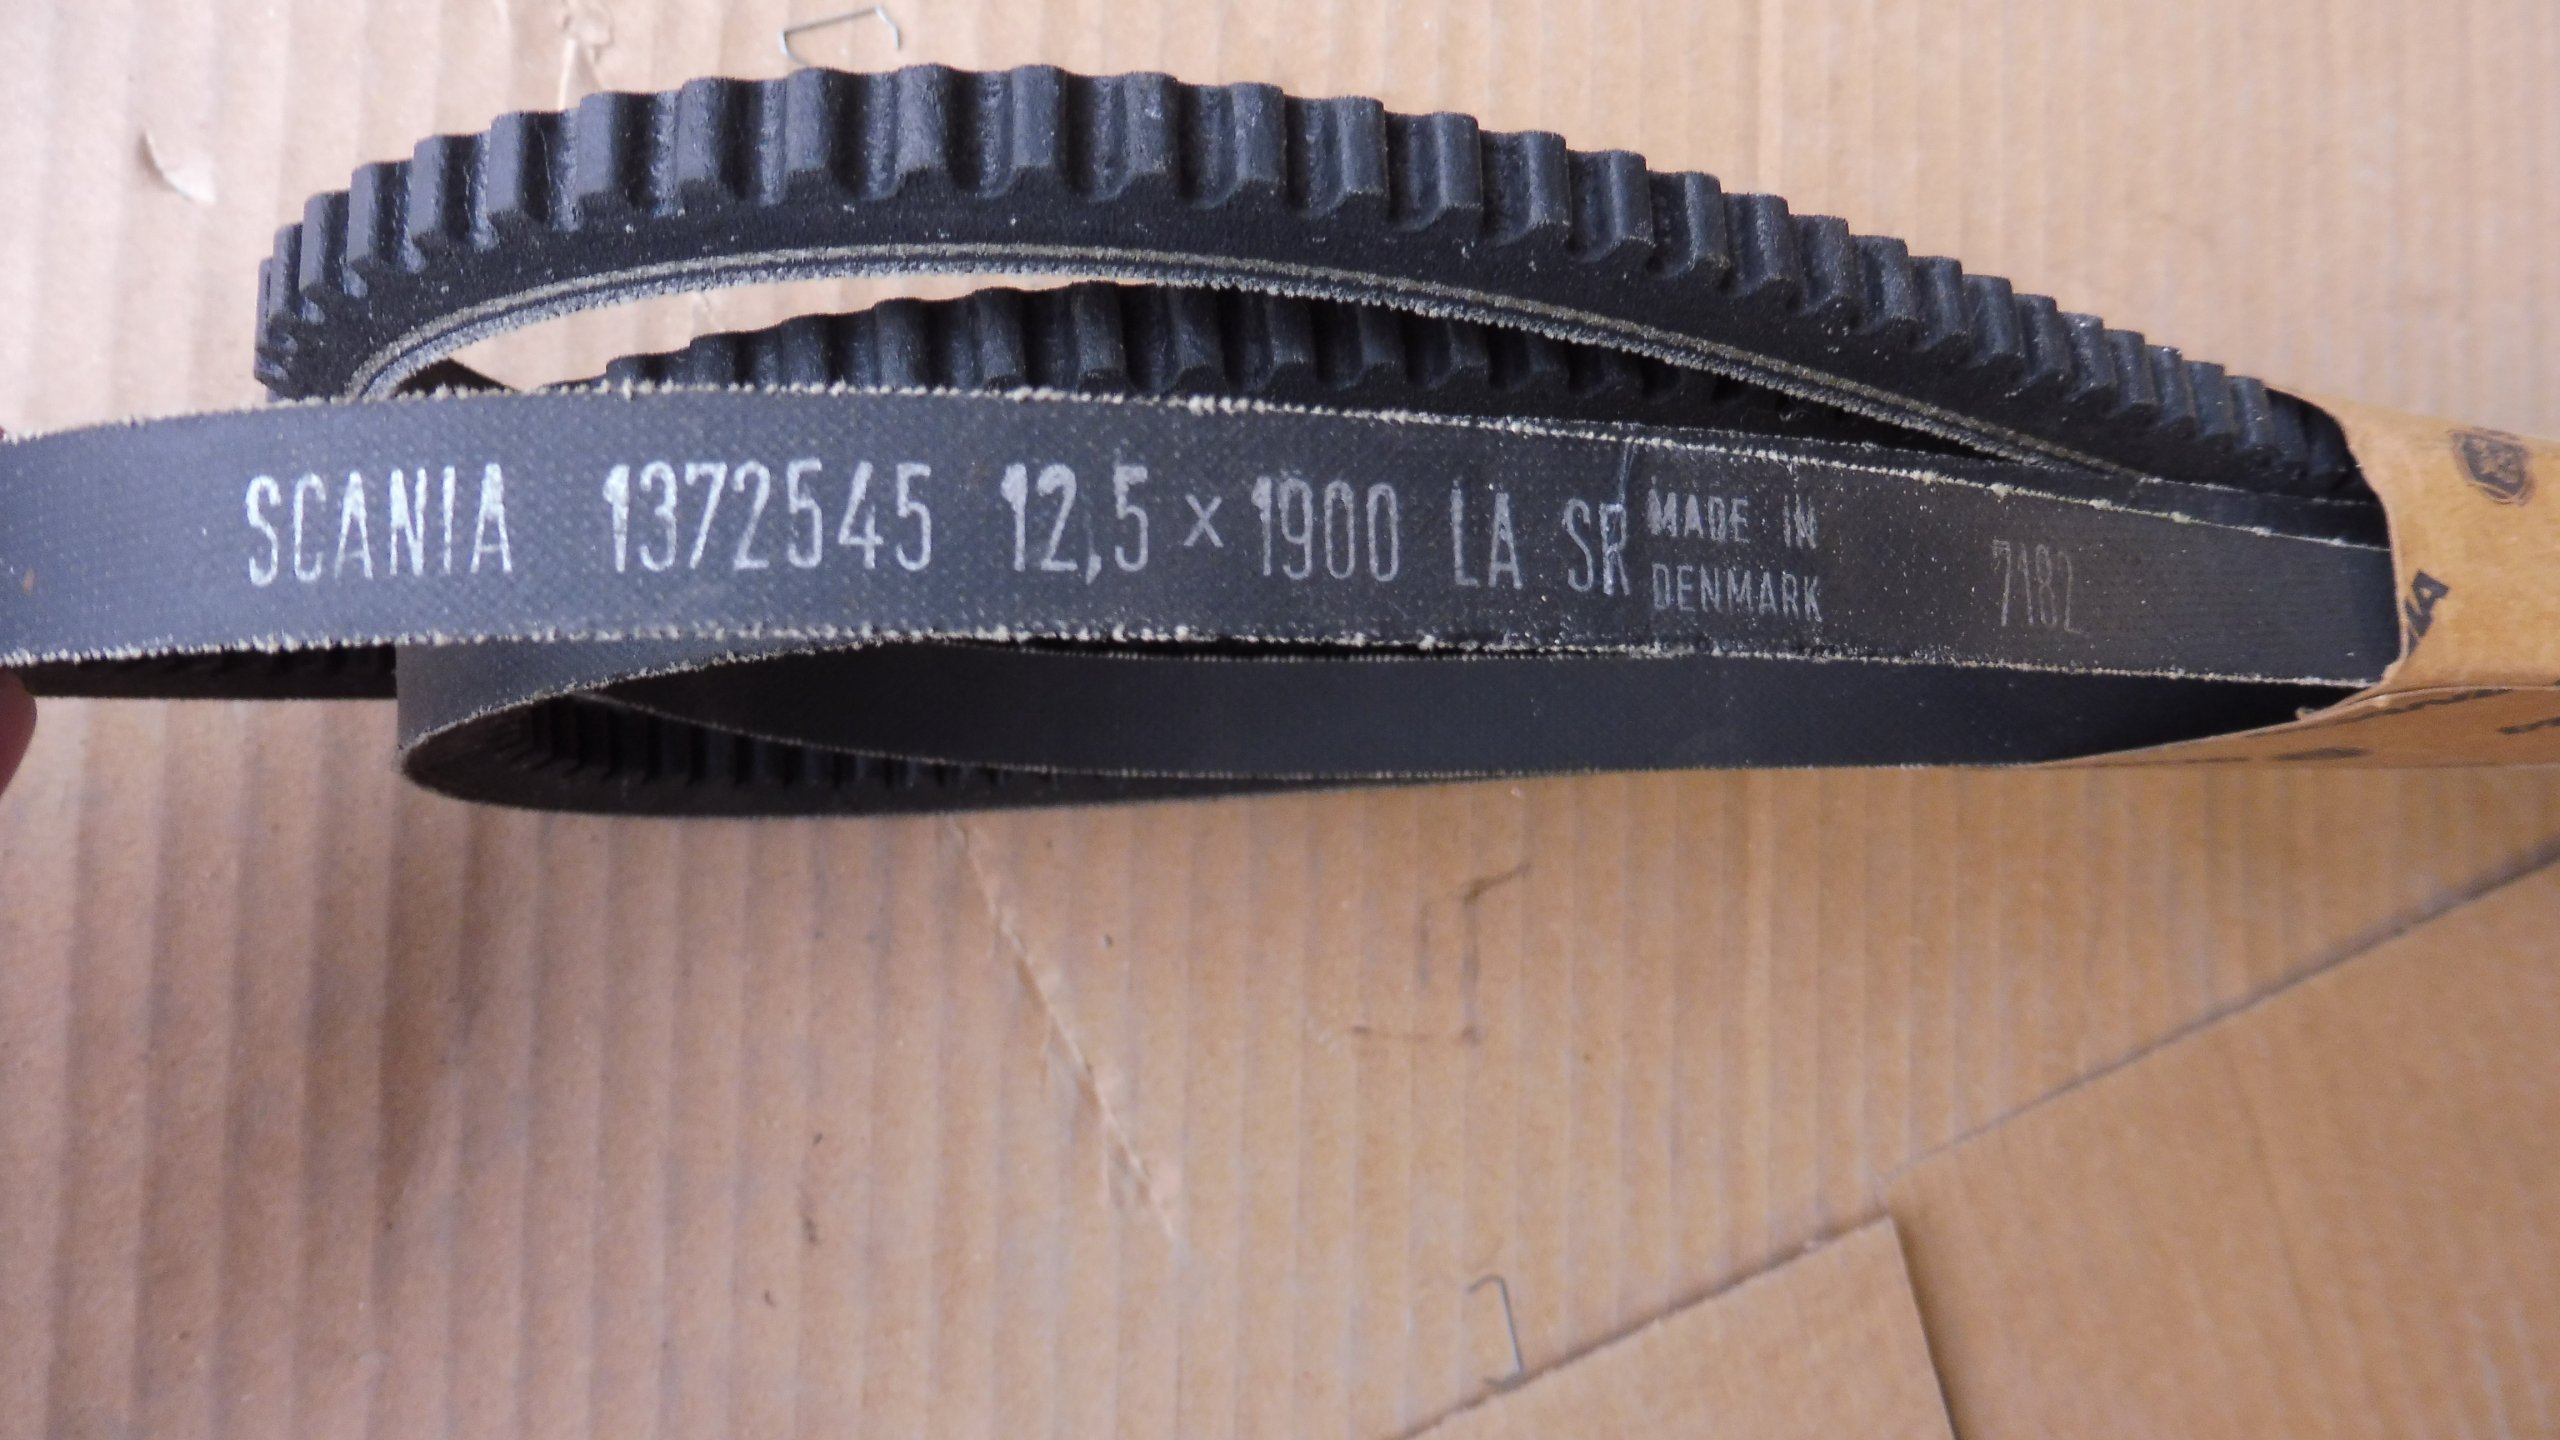 SCANIA 1372545 12,5 × 1900 LA SR MADE IN
DENMARK
7182